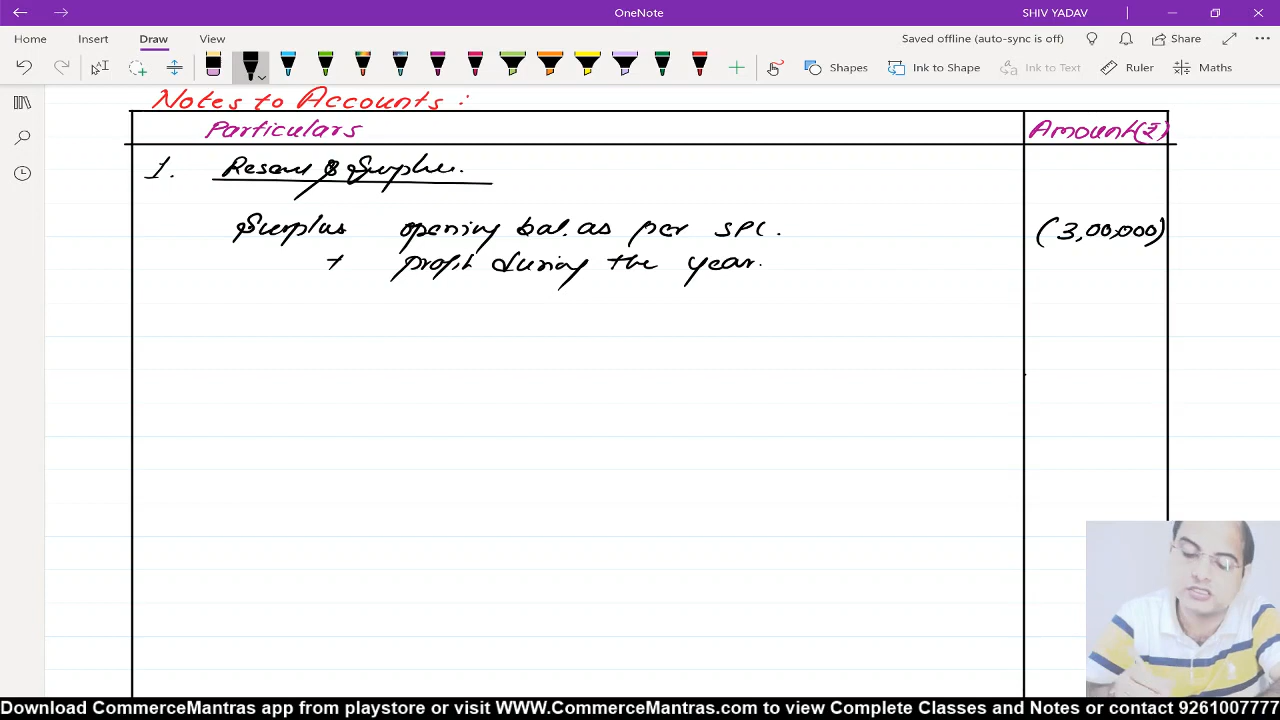 OneNote
SHIV YADAV
Home Insert Draw View
Saved offline (auto-sync is off) Share
Shapes Ink to Shape Ink to Text Ruler Maths
Notes to Accounts :
Particulars Amount(₹)
1. Reserve & Surplus.
Surplus opening bal. as per SPL. (3,00,000)
+ profit during the year.
Download CommerceMantras app from playstore or visit WWW.CommerceMantras.com to view Complete Classes and Notes or contact 9261007777